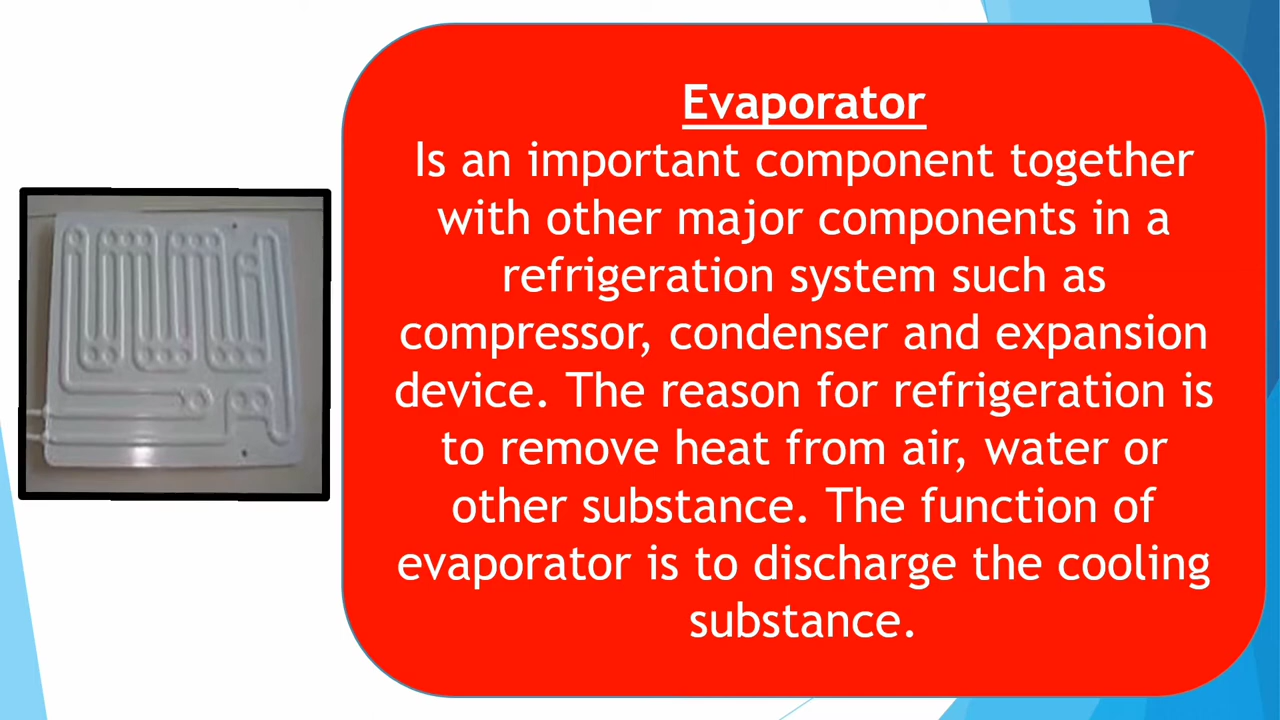 Evaporator
Is an important component together
with other major components in a
refrigeration system such as
compressor, condenser and expansion
device. The reason for refrigeration is
to remove heat from air, water or
other substance. The function of
evaporator is to discharge the cooling
substance.